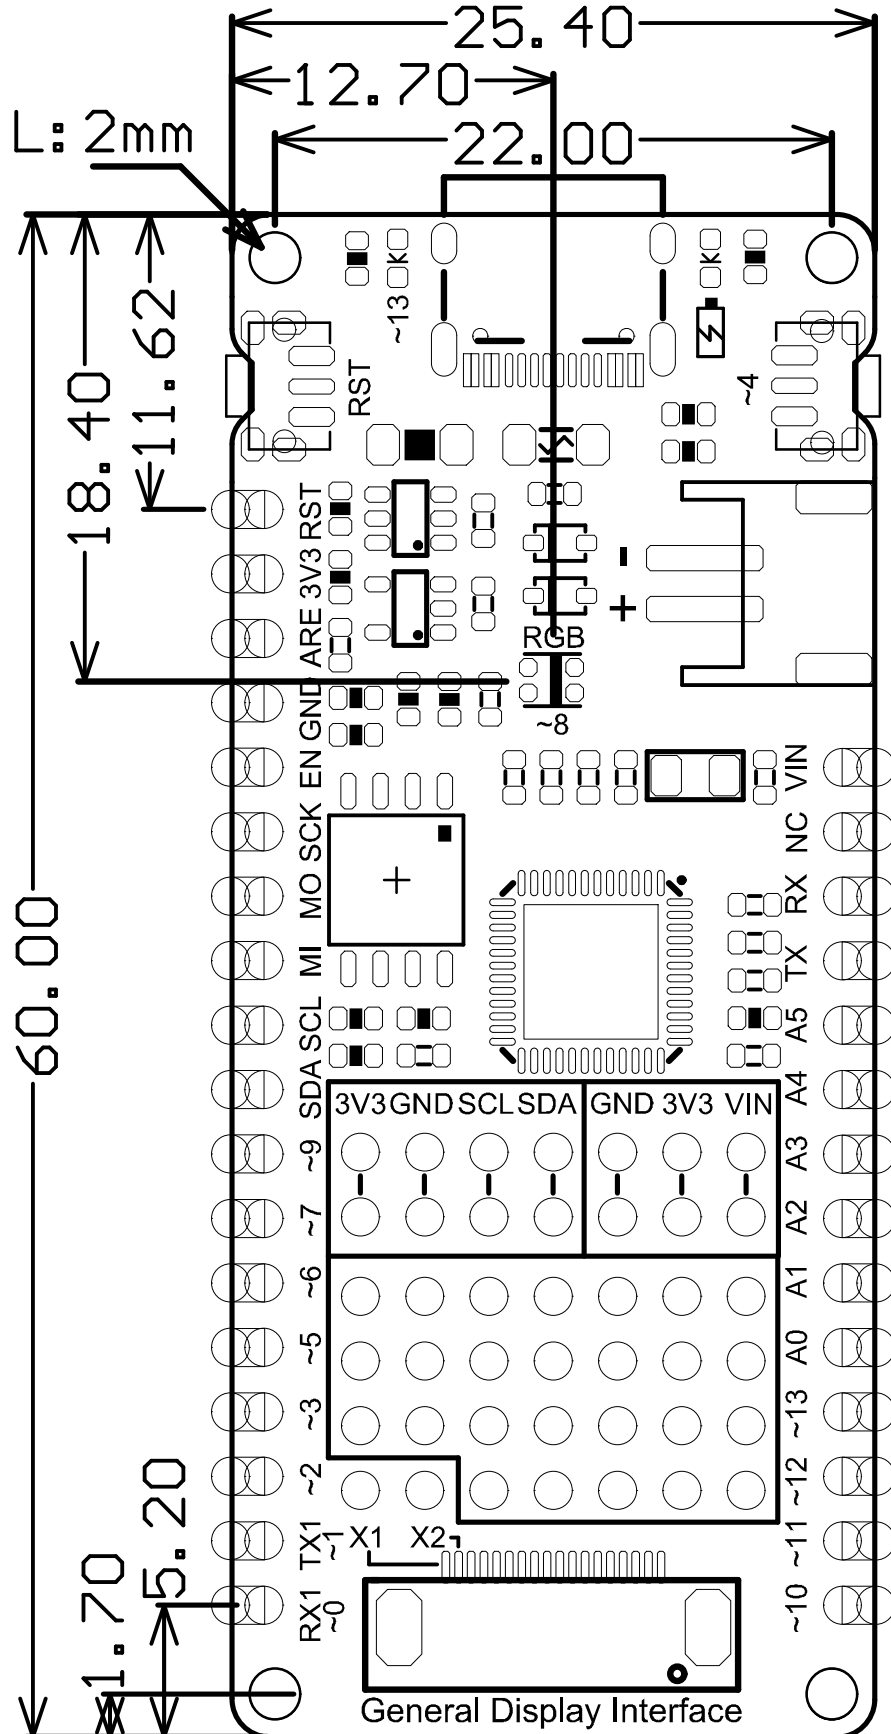 25.40
12.70
L:2mm
22.00
~13
11.62
RST
~4
18.40
RST
3V3
-
+
ARE
RGB
GND
~8
EN
VIN
SCK
NC
60.00
MO
RX
MI
TX
SCL
A5
SDA
A4
3V3 GND SCL SDA GND 3V3 VIN
~9
A3
~7
A2
~6
A1
~5
A0
~3
~13
5.20
~2
~12
TX1
~1
X1 X2
~11
1.70
RX1
~0
~10
General Display Interface